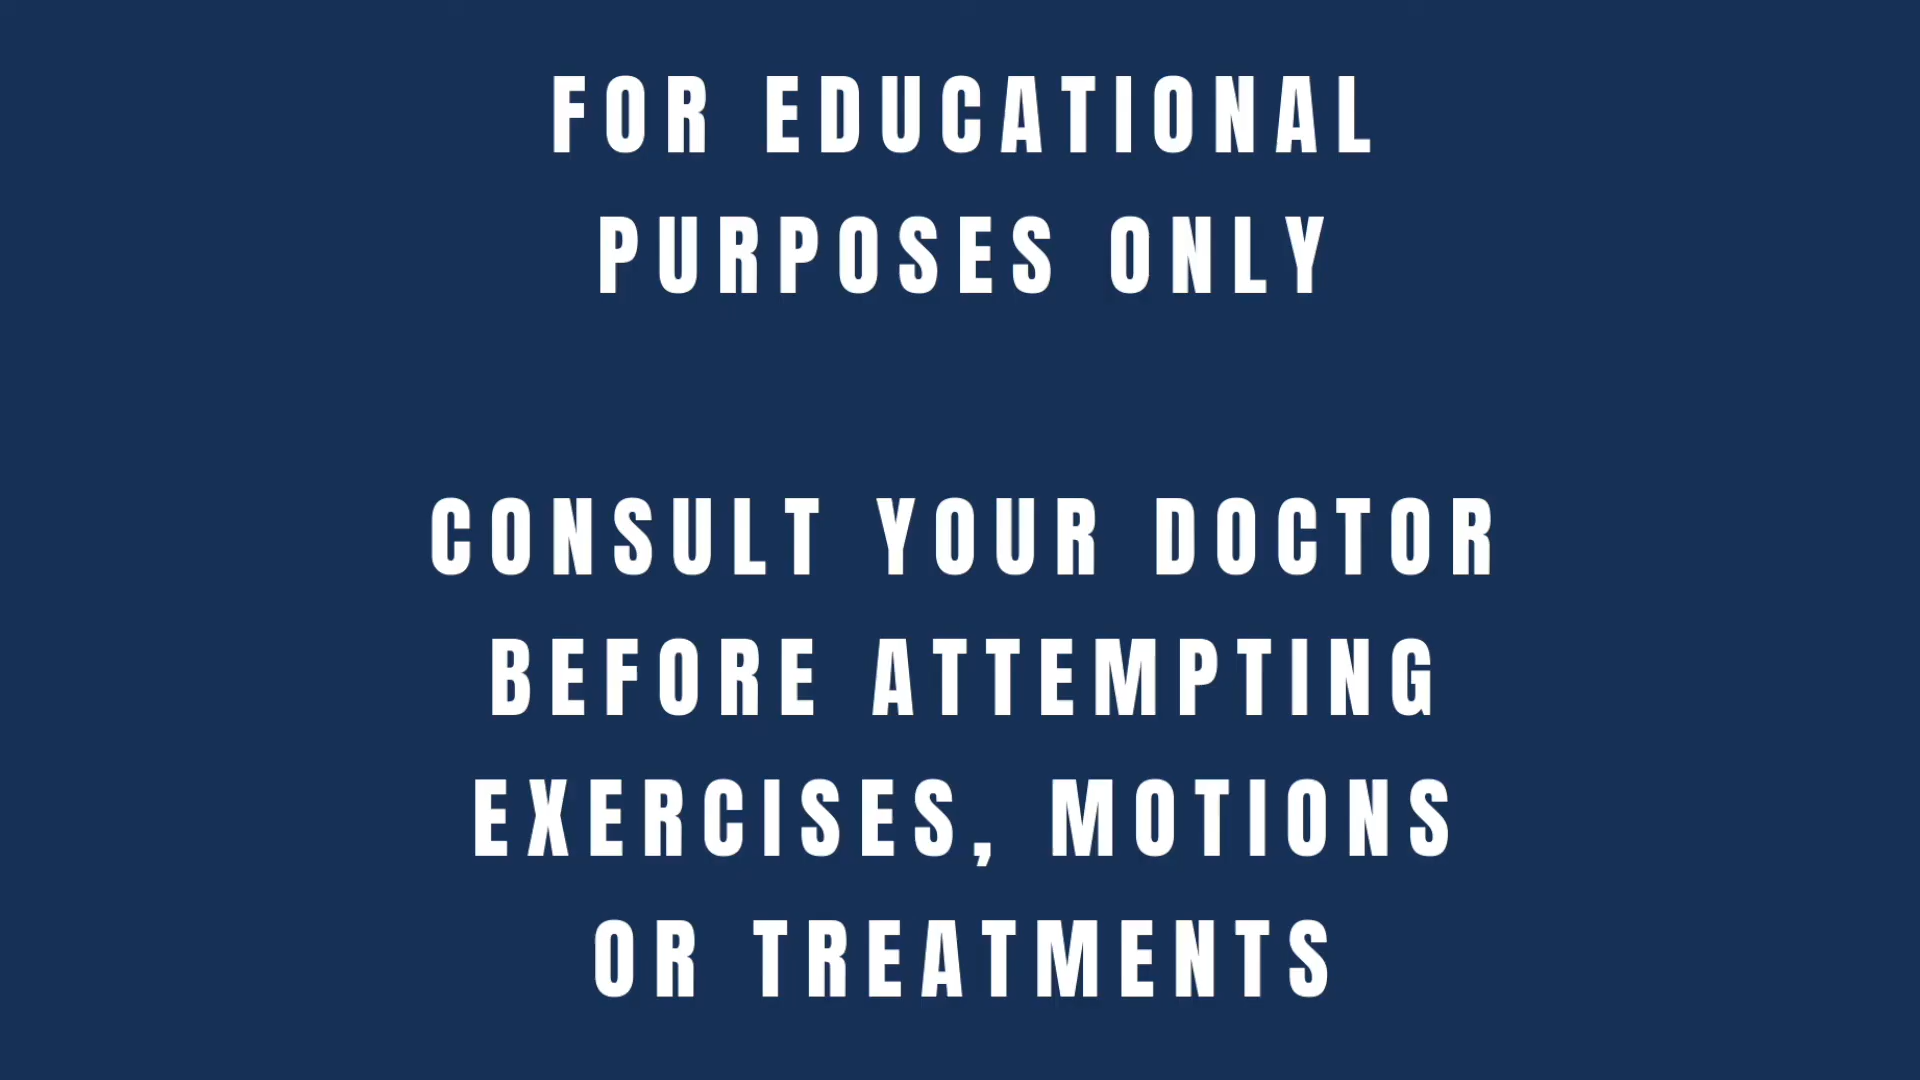 FOR EDUCATIONAL
PURPOSES ONLY
CONSULT YOUR DOCTOR
BEFORE ATTEMPTING
EXERCISES, MOTIONS
OR TREATMENTS